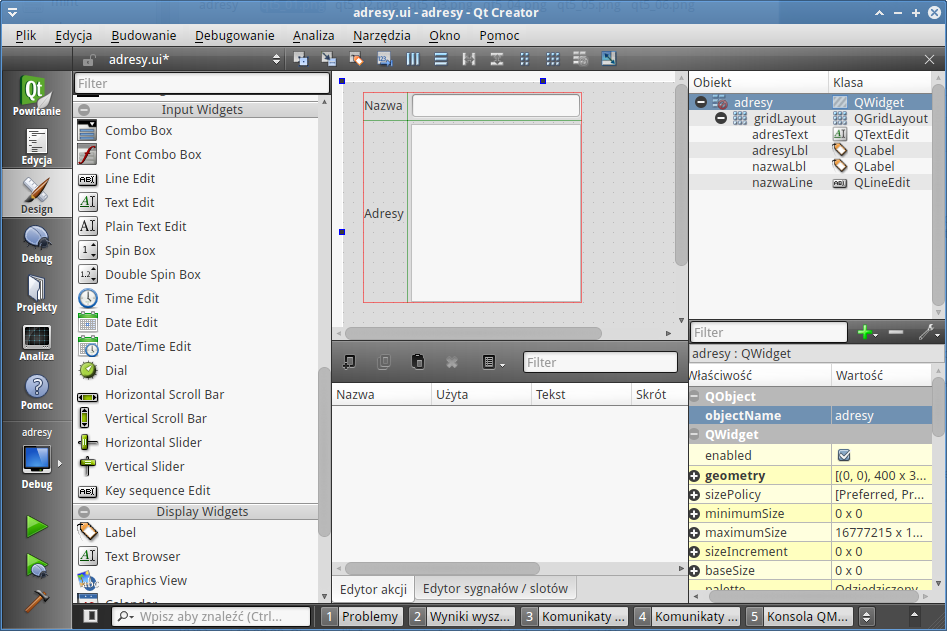 adresy.ui - adresy - Qt Creator
Plik Edycja Budowanie Debugowanie Analiza Narzędzia Okno Pomoc
adresy.ui*
Qt
Powitanie
Edycja
Design
Debug
Projekty
Analiza
Pomoc
adresy
Debug
Filter
Input Widgets
Combo Box
Font Combo Box
Line Edit
Text Edit
Plain Text Edit
Spin Box
Double Spin Box
Time Edit
Date Edit
Date/Time Edit
Dial
Horizontal Scroll Bar
Vertical Scroll Bar
Horizontal Slider
Vertical Slider
Key sequence Edit
Display Widgets
Label
Text Browser
Graphics View
Calendar
Nazwa
Adresy
Filter
Nazwa Użyta Tekst Skrót
Edytor akcji Edytor sygnałów / slotów
Obiekt Klasa
adresy QWidget
gridLayout QGridLayout
adresText QTextEdit
adresyLbl QLabel
nazwaLbl QLabel
nazwaLine QLineEdit
Filter
adresy : QWidget
Właściwość Wartość
QObject
objectName adresy
QWidget
enabled
geometry [(0, 0), 400 x 3...
sizePolicy [Preferred, Pr...
minimumSize 0 x 0
maximumSize 16777215 x 1...
sizeIncrement 0 x 0
baseSize 0 x 0
palette Odziedziczony
Wpisz aby znaleźć (Ctrl...
1 Problemy 2 Wyniki wysz... 3 Komunikaty ... 4 Komunikaty ... 5 Konsola QM...